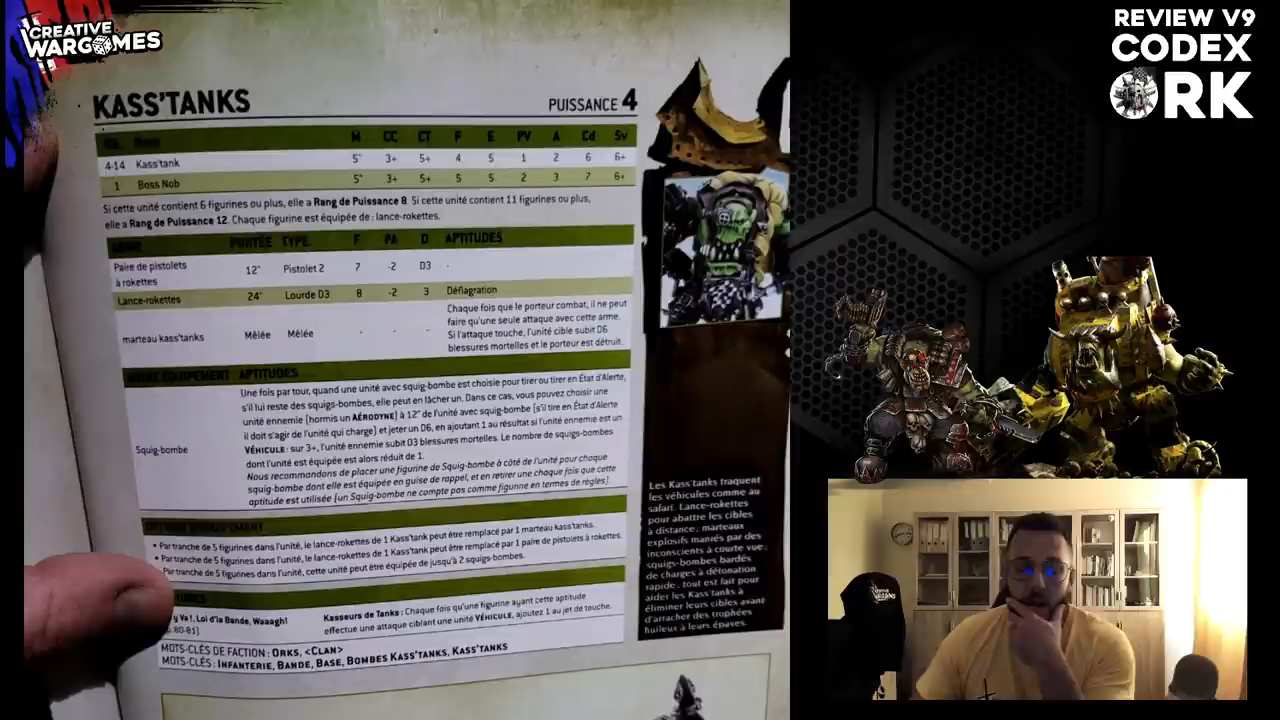 CREATIVE
WARGAMES
REVIEW V9
CODEX
ORK
KASS'TANKS
PUISSANCE 4
M CC CT F E PV A Cd Sv
4-14 Kass'tank 5" 3+ 5+ 4 5 1 2 6 6+
1 Boss Nob 5" 3+ 5+ 5 5 2 3 7 6+
Si cette unité contient 6 figurines ou plus, elle a Rang de Puissance 8. Si cette unité contient 11 figurines ou plus,
elle a Rang de Puissance 12. Chaque figurine est équipée de : lance-rokettes.
PORTÉE TYPE F PA D APTITUDES
Paire de pistolets
à rokettes 12" Pistolet 2 7 -2 D3 -
Lance-rokettes 24" Lourde D3 8 -2 3 Déflagration
marteau kass'tanks Mêlée Mêlée - - -
Chaque fois que le porteur combat, il ne peut
faire qu'une seule attaque avec cette arme.
Si l'attaque touche, l'unité cible subit D6
blessures mortelles et le porteur est détruit.
ÉQUIPEMENT APTITUDES
Squig-bombe
Une fois par tour, quand une unité avec squig-bombe est choisie pour tirer ou tirer en État d'Alerte,
s'il lui reste des squigs-bombes, elle peut en lâcher un. Dans ce cas, vous pouvez choisir une
unité ennemie (hormis un AÉRODYNE) à 12" de l'unité avec squig-bombe (s'il tire en État d'Alerte
il doit s'agir de l'unité qui charge) et jeter un D6, en ajoutant 1 au résultat si l'unité ennemie est un
VÉHICULE : sur 3+, l'unité ennemie subit D3 blessures mortelles. Le nombre de squigs-bombes
dont l'unité est équipée est alors réduit de 1.
Nous recommandons de placer une figurine de Squig-bombe à côté de l'unité pour chaque
squig-bombe dont elle est équipée en guise de rappel, et en retirer une chaque fois que cette
aptitude est utilisée (un Squig-bombe ne compte pas comme figurine en termes de règles).
• Par tranche de 5 figurines dans l'unité, le lance-rokettes de 1 Kass'tank peut être remplacé par 1 marteau kass'tanks.
• Par tranche de 5 figurines dans l'unité, le lance-rokettes de 1 Kass'tank peut être remplacé par 1 paire de pistolets à rokettes.
Par tranche de 5 figurines dans l'unité, cette unité peut être équipée de jusqu'à 2 squig-bombes.
y Va !, Loi d'la Bande, Waaagh!
80-81)
Kasseurs de Tanks : Chaque fois qu'une figurine ayant cette aptitude
effectue une attaque ciblant une unité VÉHICULE, ajoutez 1 au jet de touche.
MOTS-CLÉS DE FACTION : ORKS, <CLAN>
MOTS-CLÉS : INFANTERIE, BANDE, BASE, BOMBES KASS'TANKS, KASS'TANKS
Les Kass'tanks traquent
les véhicules comme au
safari. Lance-rokettes
pour abattre les cibles
à distance ; marteaux
explosifs maniés par des
inconscients à courte vue ;
squigs-bombes bardés
de charges à détonation
rapide : tout est fait pour
aider les Kass'tanks à
éliminer leurs cibles avant
d'arracher des trophées
huileux à leurs épaves.